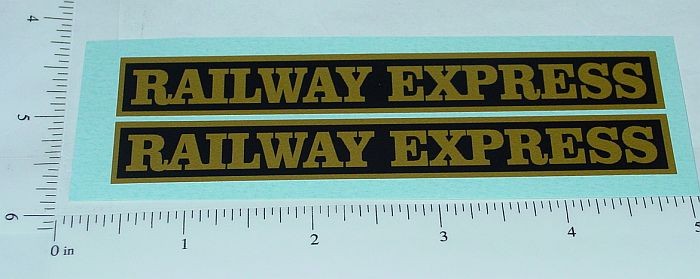 4
RAILWAY EXPRESS
5
RAILWAY EXPRESS
6
0 in 1 2 3 4 5